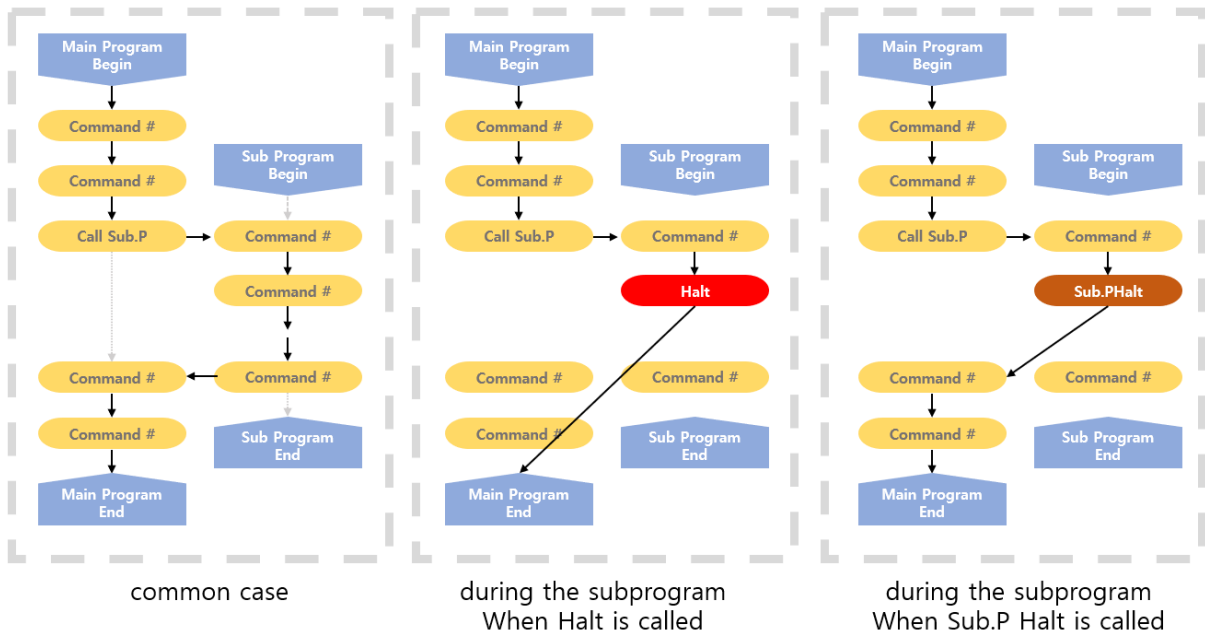 Main Program
Begin
Command #
Command #
Call Sub.P
Command #
Command #
Main Program
End
Sub Program
Begin
Command #
Command #
Command #
Sub Program
End
common case
Main Program
Begin
Command #
Command #
Call Sub.P
Command #
Command #
Main Program
End
Sub Program
Begin
Command #
Halt
Command #
Sub Program
End
during the subprogram
When Halt is called
Main Program
Begin
Command #
Command #
Call Sub.P
Command #
Command #
Main Program
End
Sub Program
Begin
Command #
Sub.PHalt
Command #
Sub Program
End
during the subprogram
When Sub.P Halt is called